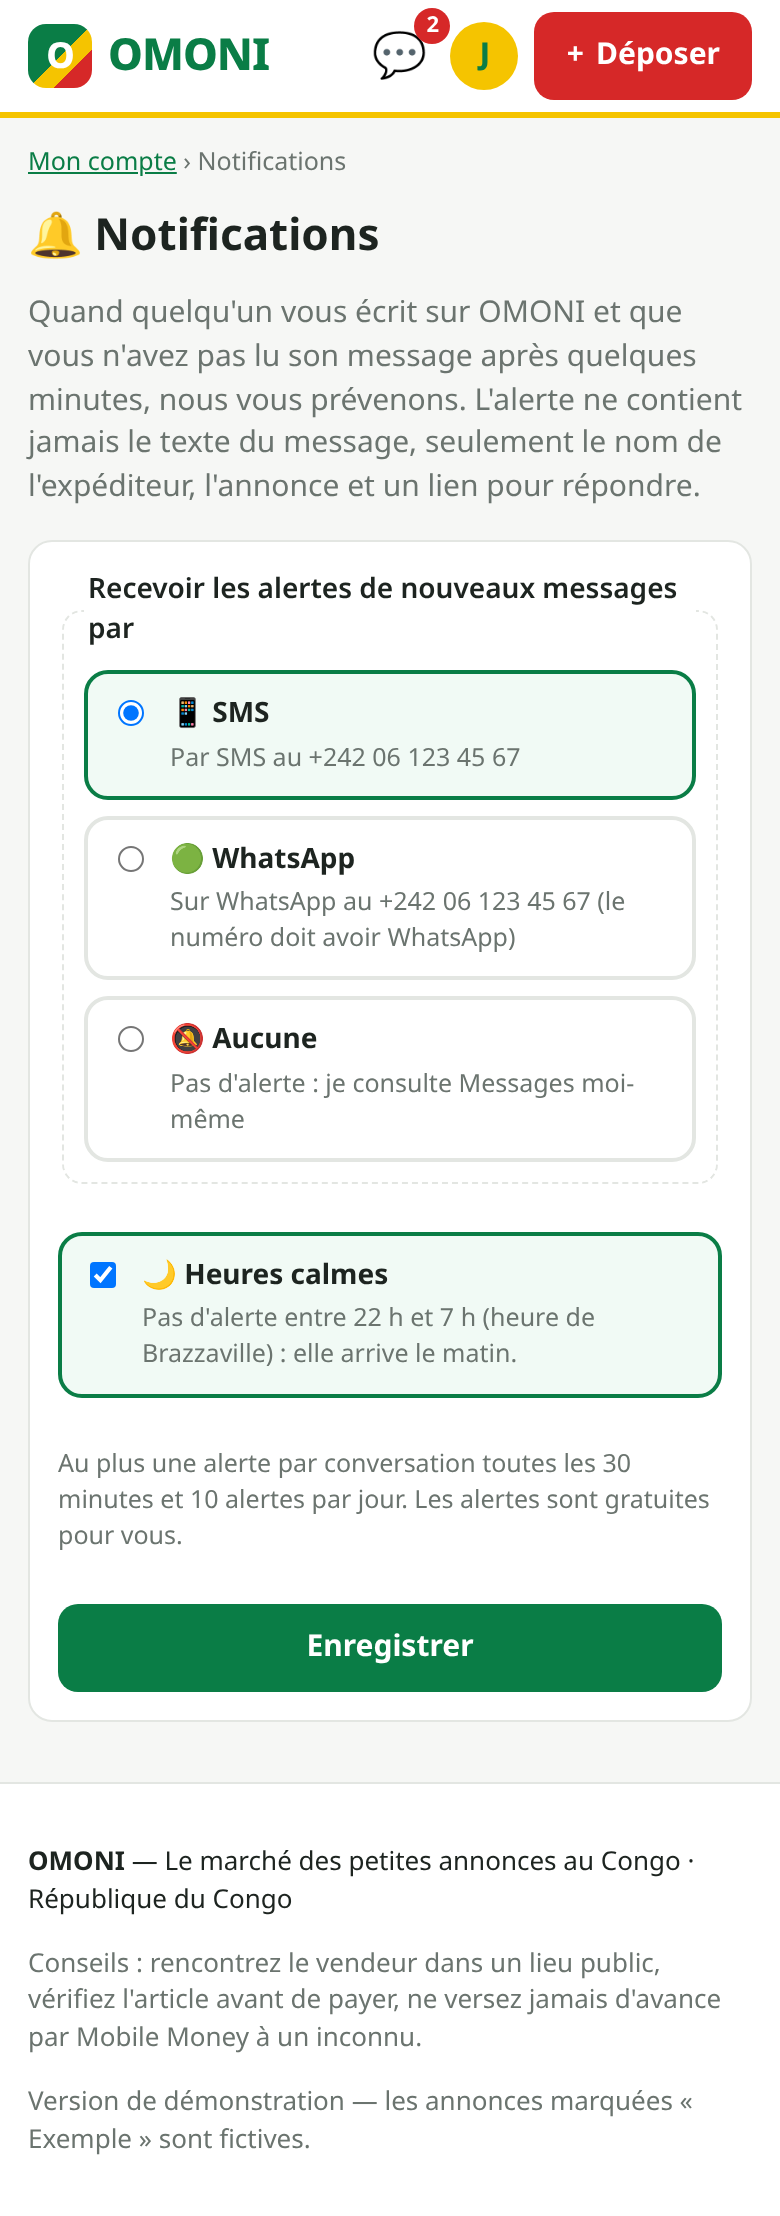 O OMONI 2 J + Déposer
Mon compte › Notifications
🔔 Notifications
Quand quelqu'un vous écrit sur OMONI et que
vous n'avez pas lu son message après quelques
minutes, nous vous prévenons. L'alerte ne contient
jamais le texte du message, seulement le nom de
l'expéditeur, l'annonce et un lien pour répondre.
Recevoir les alertes de nouveaux messages
par
📱 SMS
Par SMS au +242 06 123 45 67
🟢 WhatsApp
Sur WhatsApp au +242 06 123 45 67 (le
numéro doit avoir WhatsApp)
🔕 Aucune
Pas d'alerte : je consulte Messages moi-
même
🌙 Heures calmes
Pas d'alerte entre 22 h et 7 h (heure de
Brazzaville) : elle arrive le matin.
Au plus une alerte par conversation toutes les 30
minutes et 10 alertes par jour. Les alertes sont gratuites
pour vous.
Enregistrer
OMONI — Le marché des petites annonces au Congo ·
République du Congo
Conseils : rencontrez le vendeur dans un lieu public,
vérifiez l'article avant de payer, ne versez jamais d'avance
par Mobile Money à un inconnu.
Version de démonstration — les annonces marquées «
Exemple » sont fictives.